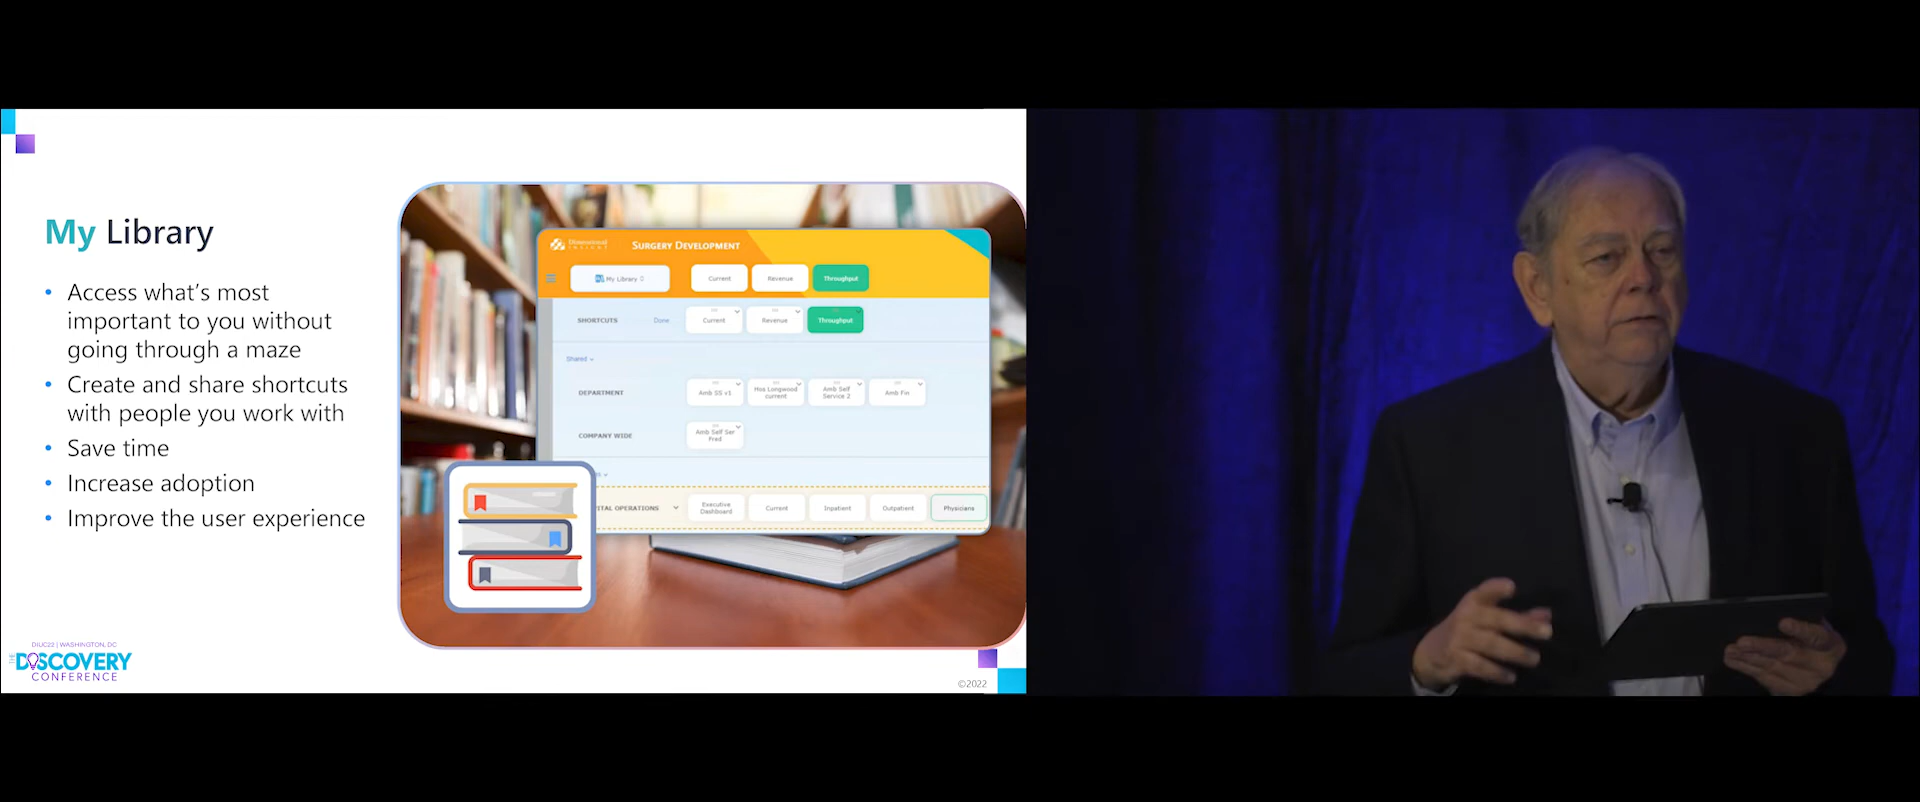 My Library
• Access what's most
important to you without
going through a maze
• Create and share shortcuts
with people you work with
• Save time
• Increase adoption
• Improve the user experience
Dimensional
INSIGHT
SURGERY DEVELOPMENT
My Library
Current
Revenue
Throughput
SHORTCUTS
Done
Current
Revenue
Throughput
Shared
DEPARTMENT
Amb SS v1
Hos Longwood
current
Amb Self
Service 2
Amb Fin
COMPANY WIDE
Amb Self Ser
Fred
ITAL OPERATIONS
Executive
Dashboard
Current
Inpatient
Outpatient
Physicians
DIUC22 | WASHINGTON, DC
THE
DISCOVERY
CONFERENCE
©2022